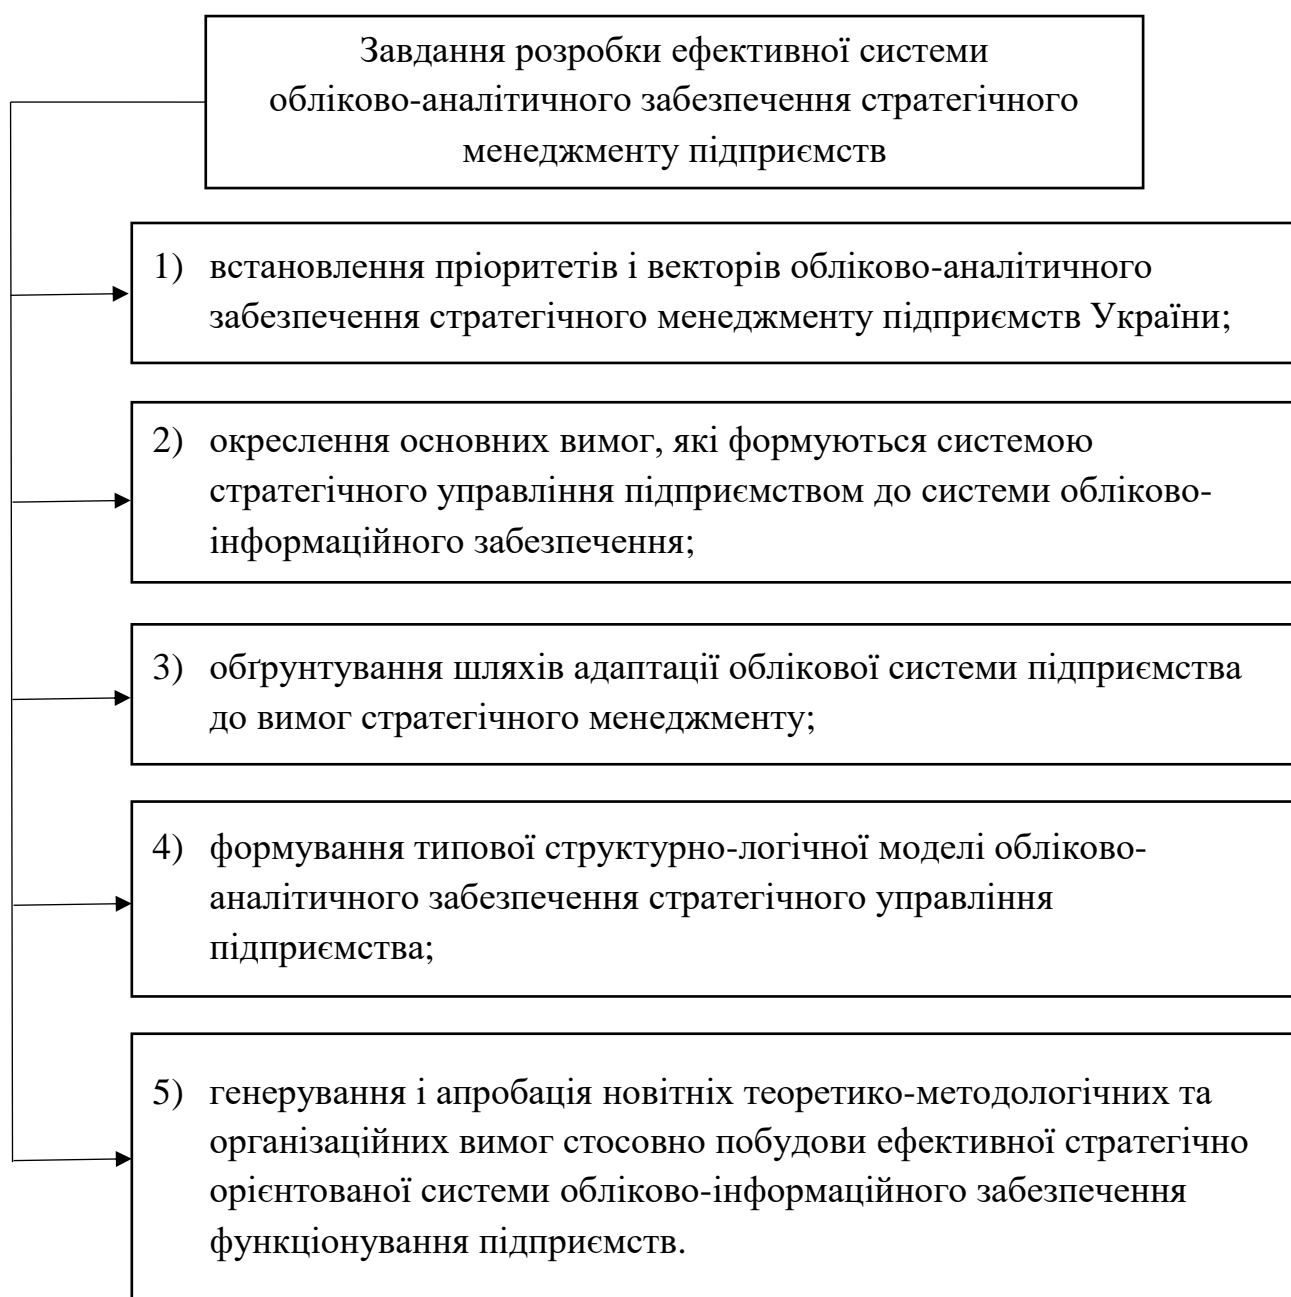 Завдання розробки ефективної системи
обліково-аналітичного забезпечення стратегічного
менеджменту підприємств
1) встановлення пріоритетів і векторів обліково-аналітичного
забезпечення стратегічного менеджменту підприємств України;
2) окреслення основних вимог, які формуються системою
стратегічного управління підприємством до системи обліково-
інформаційного забезпечення;
3) обґрунтування шляхів адаптації облікової системи підприємства
до вимог стратегічного менеджменту;
4) формування типової структурно-логічної моделі обліково-
аналітичного забезпечення стратегічного управління
підприємства;
5) генерування і апробація новітніх теоретико-методологічних та
організаційних вимог стосовно побудови ефективної стратегічно
орієнтованої системи обліково-інформаційного забезпечення
функціонування підприємств.